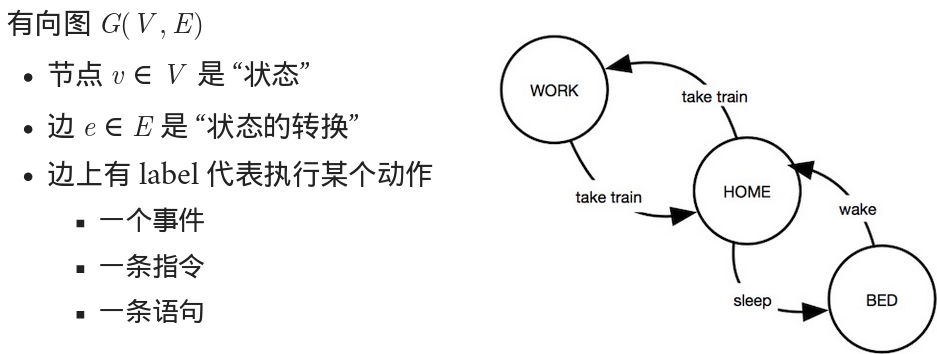 有向图 G(V, E)
• 节点 v ∈ V 是 “状态”
• 边 e ∈ E 是 “状态的转换”
• 边上有 label 代表执行某个动作
▪ 一个事件
▪ 一条指令
▪ 一条语句
WORK
take train
take train
HOME
wake
sleep
BED